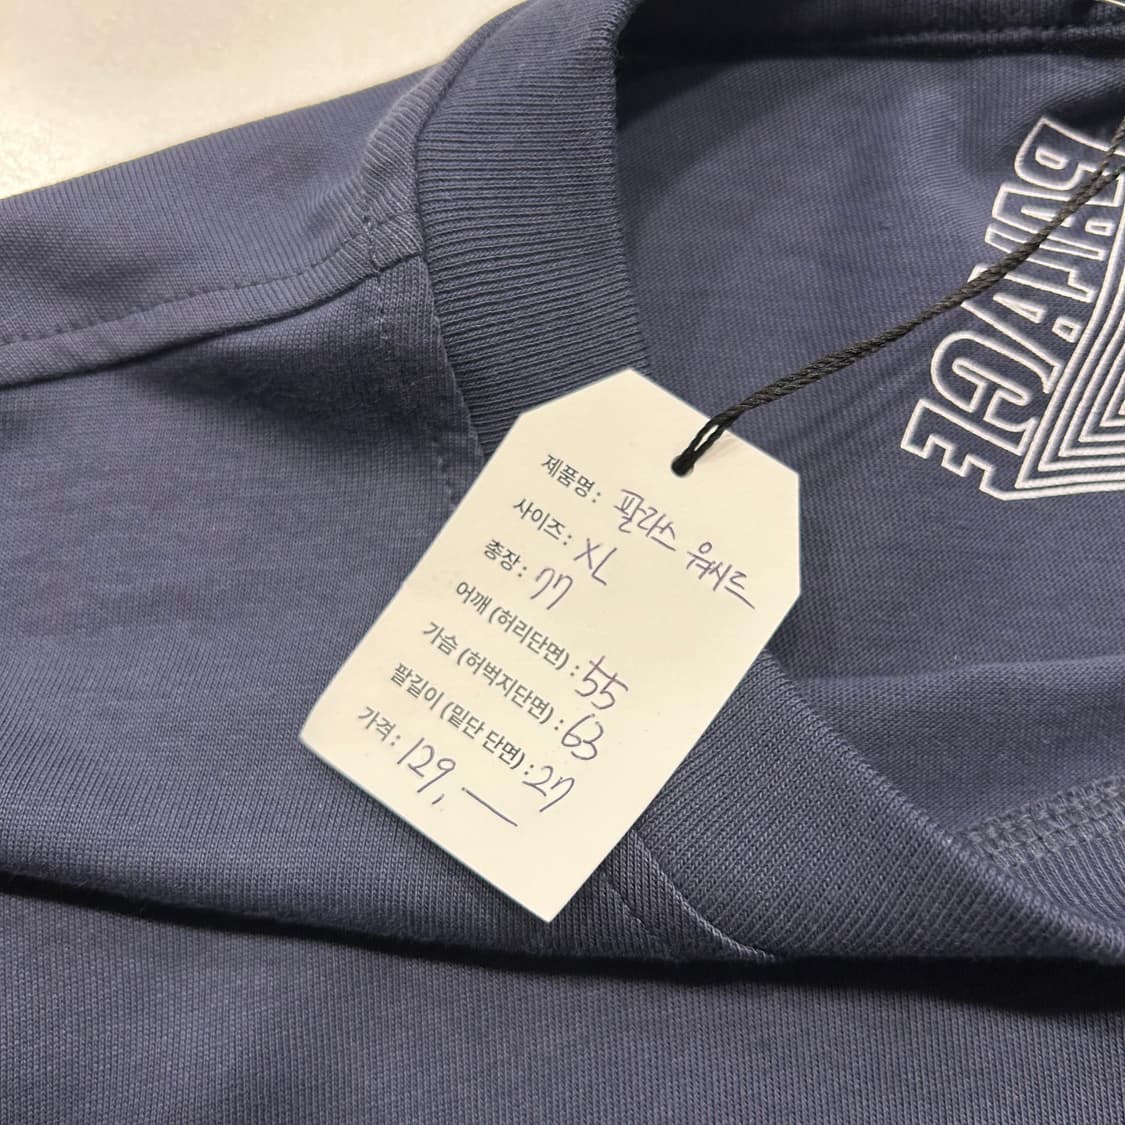 제품명: 팔라스 워시드
사이즈: XL
총장: 77
어깨 (허리단면) : 55
가슴 (허벅지단면) : 63
팔길이 (밑단 단면) : 27
가격: 129,—